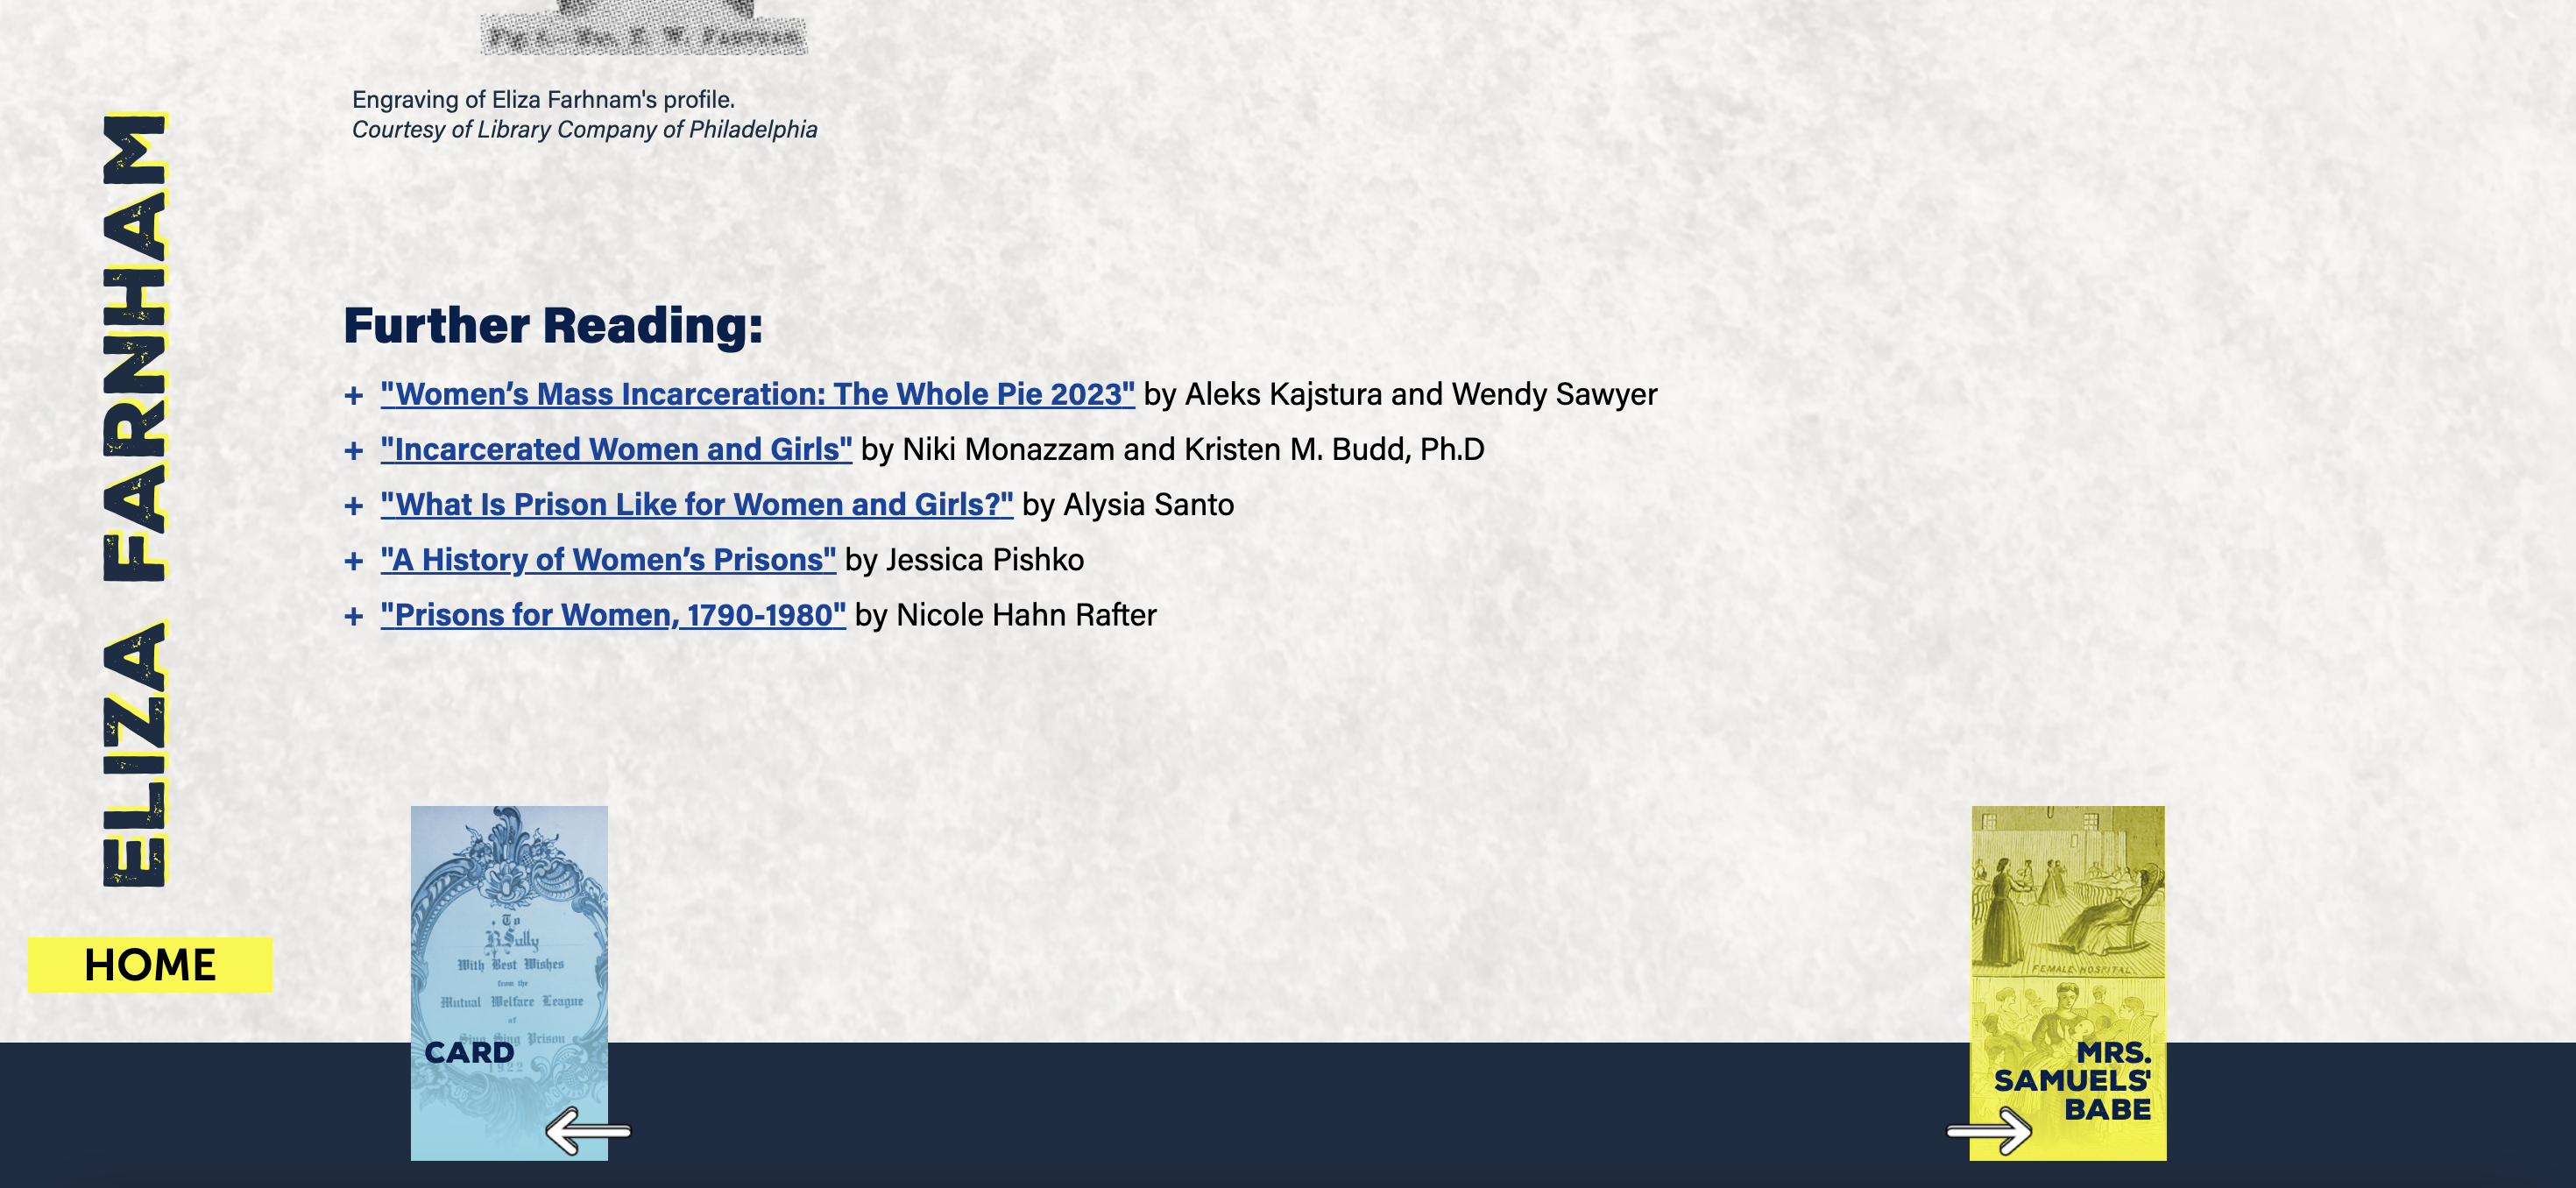 Engraving of Eliza Farhnam's profile.
Courtesy of Library Company of Philadelphia
ELIZA FARNHAM
Further Reading:
+ "Women’s Mass Incarceration: The Whole Pie 2023" by Aleks Kajstura and Wendy Sawyer
+ "Incarcerated Women and Girls" by Niki Monazzam and Kristen M. Budd, Ph.D
+ "What Is Prison Like for Women and Girls?" by Alysia Santo
+ "A History of Women’s Prisons" by Jessica Pishko
+ "Prisons for Women, 1790-1980" by Nicole Hahn Rafter
HOME
To
R. Sully
With Best Wishes
from the
Mutual Welfare League
of
Sing Sing Prison
1922
CARD
FEMALE HOSPITAL
MRS.
SAMUELS'
BABE